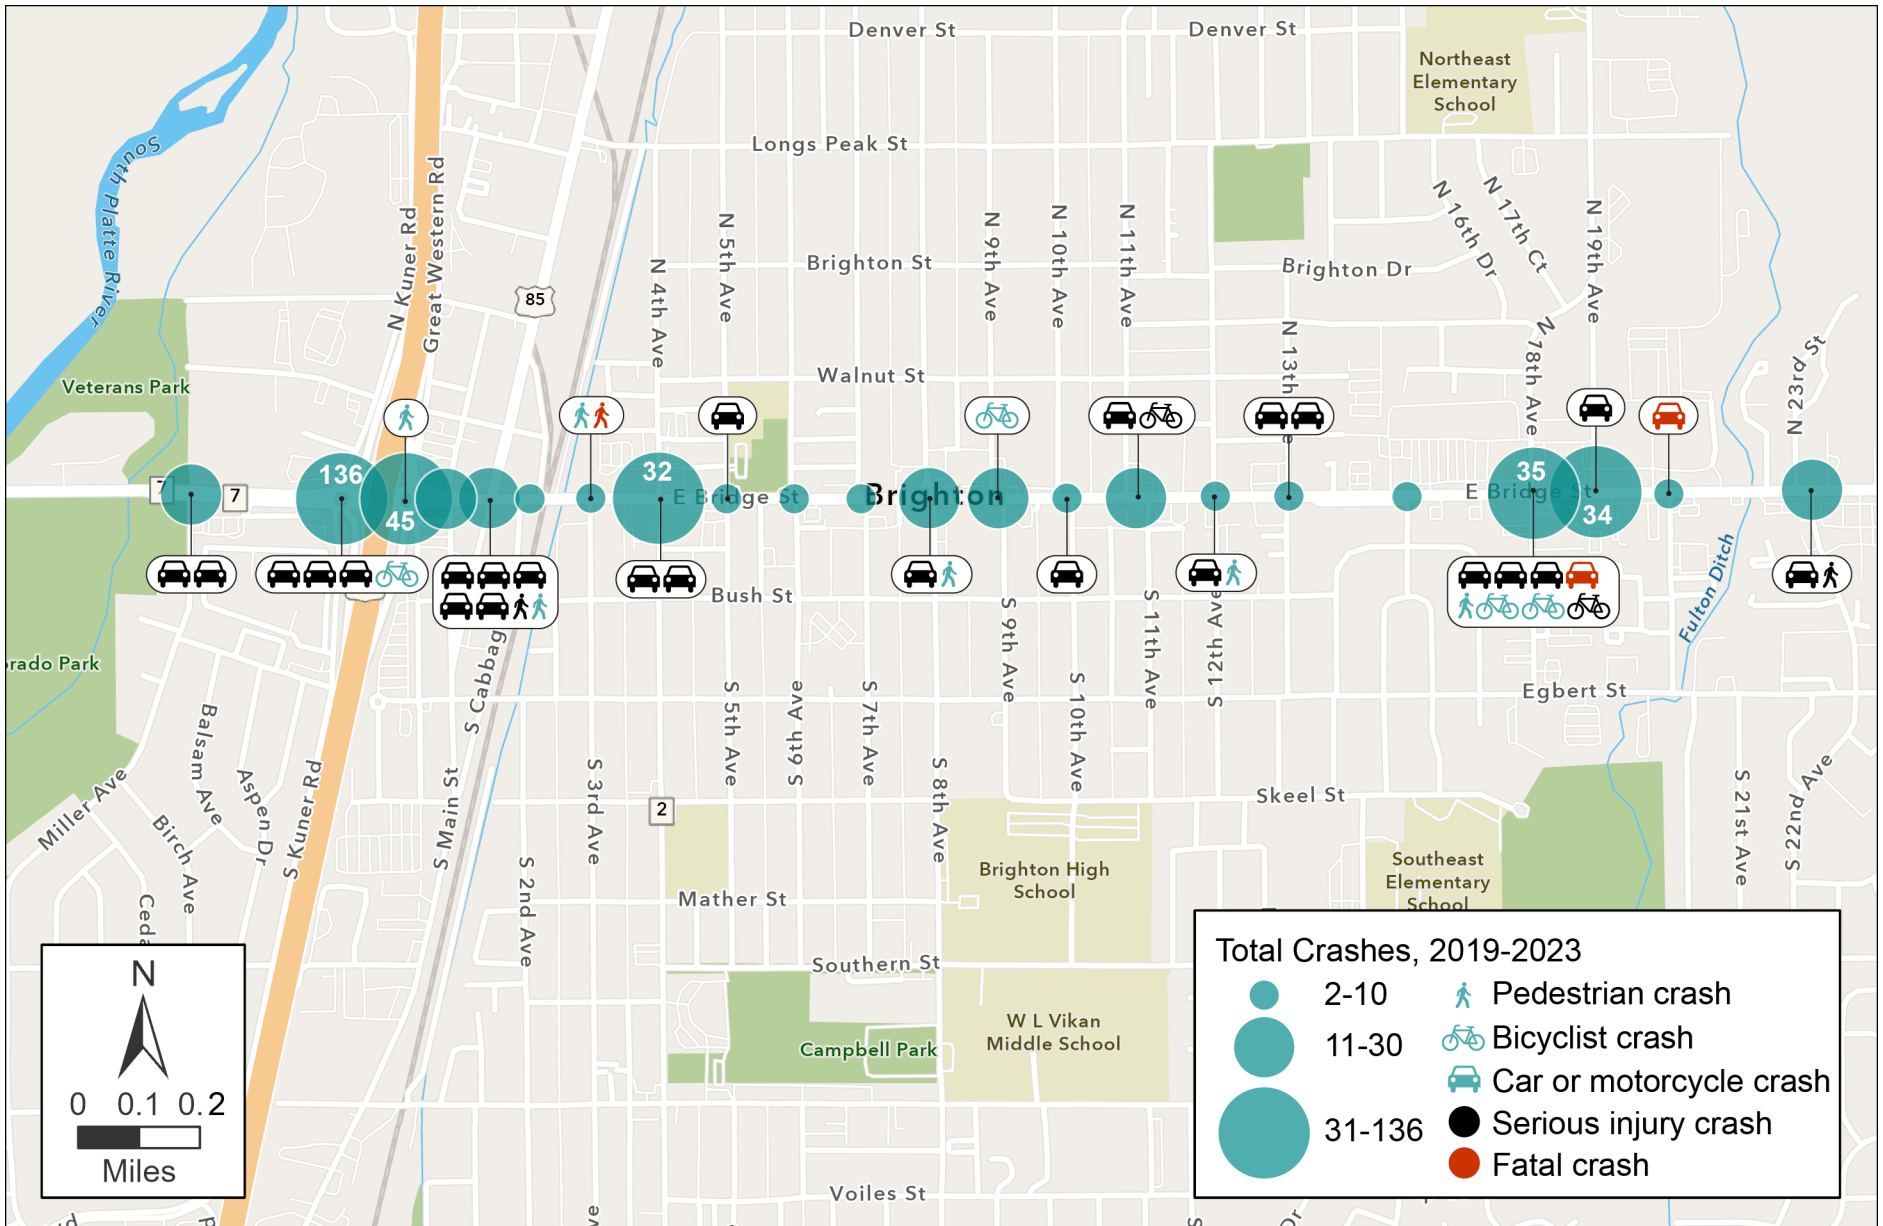 Denver St
Denver St
Northeast
Elementary
School
Longs Peak St
South Platte River
N Kuner Rd
Great Western Rd
N 4th Ave
N 5th Ave
Brighton St
N 9th Ave
N 10th Ave
N 11th Ave
Brighton Dr
N 16th Dr
N 17th Ct
N 19th Ave
85
N 13th
N 18th Ave
N 23rd St
Veterans Park
Walnut St
7
7
136
45
32
E Bridge St
Brighton
E Bridge St
35
34
Bush St
Fulton Ditch
orado Park
S Cabbag
S 5th Ave
S 6th Ave
S 7th Ave
S 9th Ave
S 10th Ave
S 11th Ave
S 12th Ave
Egbert St
Balsam Ave
Aspen Dr
Miller Ave
Birch Ave
S Kuner Rd
S Main St
S 2nd Ave
S 3rd Ave
2
S 8th Ave
Skeel St
S 21st Ave
S 22nd Ave
Brighton High
School
Southeast
Elementary
School
Mather St
Ceda
Southern St
W L Vikan
Middle School
Campbell Park
Voiles St
N
0 0.1 0.2
Miles
Total Crashes, 2019-2023
2-10
11-30
31-136
Pedestrian crash
Bicyclist crash
Car or motorcycle crash
Serious injury crash
Fatal crash